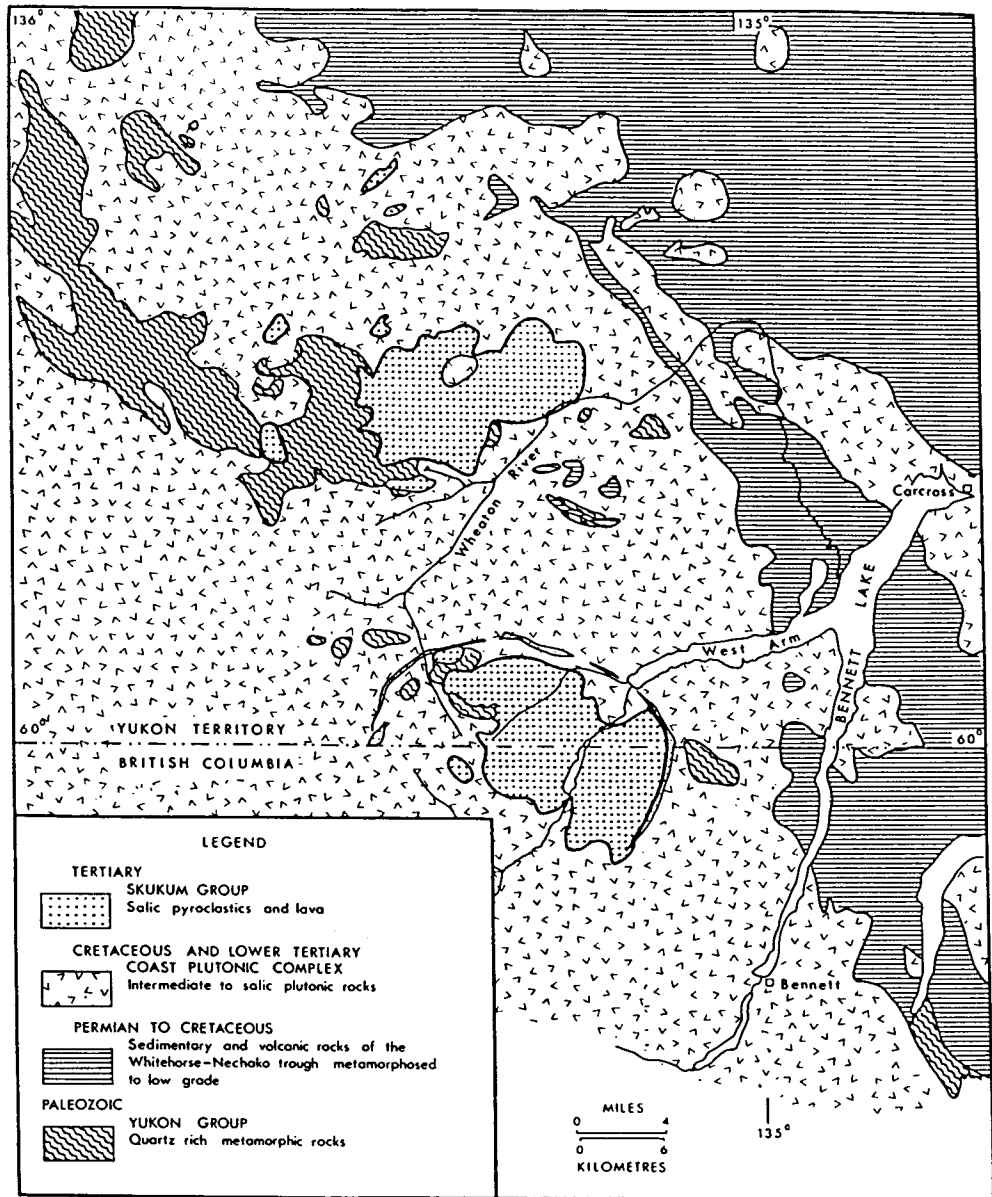 136°
135°
Wheaton River
Carcross
BENNETT LAKE
West Arm
60°
YUKON TERRITORY
60°
BRITISH COLUMBIA
LEGEND
TERTIARY
SKUKUM GROUP
Salic pyroclastics and lava
CRETACEOUS AND LOWER TERTIARY
COAST PLUTONIC COMPLEX
Intermediate to salic plutonic rocks
PERMIAN TO CRETACEOUS
Sedimentary and volcanic rocks of the
Whitehorse-Nechako trough metamorphosed
to low grade
PALEOZOIC
YUKON GROUP
Quartz rich metamorphic rocks
Bennett
MILES
0 4
0 6
KILOMETRES
135°